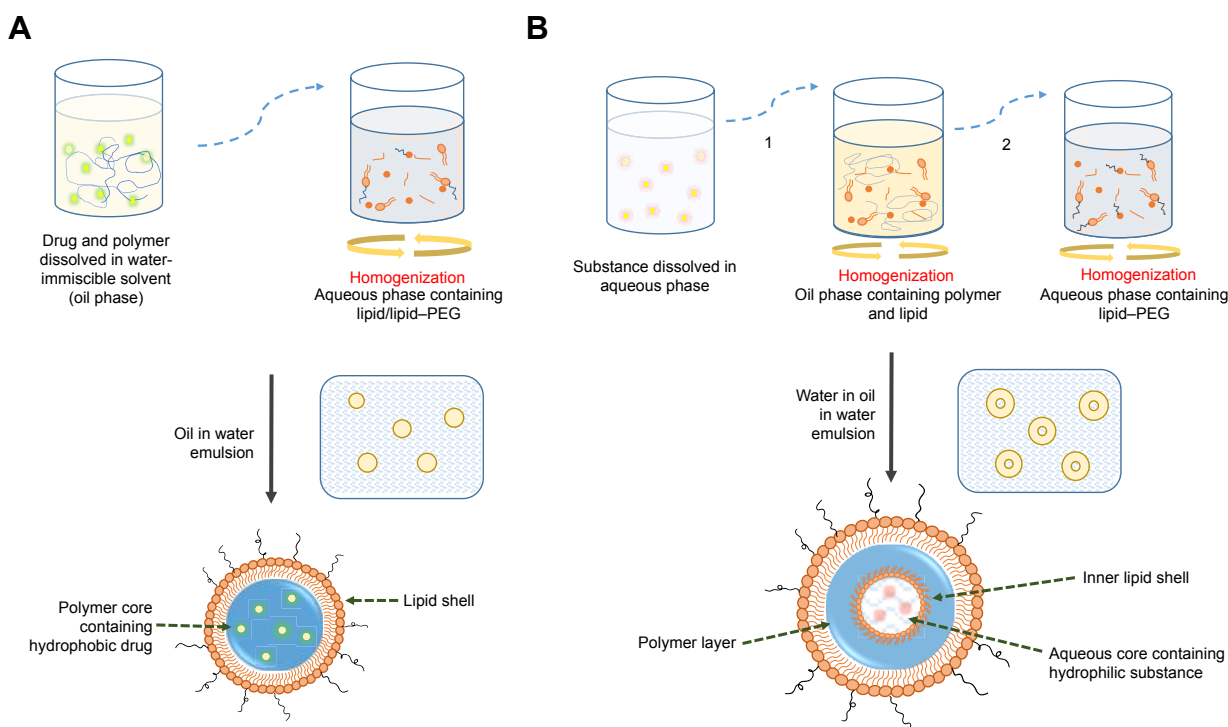 A
Drug and polymer
dissolved in water-
immiscible solvent
(oil phase)
Homogenization
Aqueous phase containing
lipid/lipid–PEG
Oil in water
emulsion
Polymer core
containing
hydrophobic drug
Lipid shell
B
1
2
Substance dissolved in
aqueous phase
Homogenization
Oil phase containing polymer
and lipid
Homogenization
Aqueous phase containing
lipid–PEG
Water in oil
in water
emulsion
Inner lipid shell
Polymer layer
Aqueous core containing
hydrophilic substance